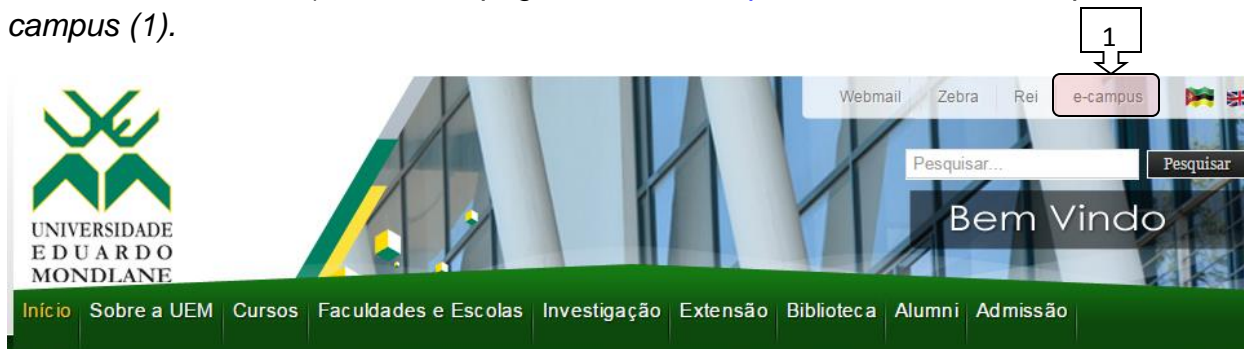 campus (1).
1
Webmail Zebra Rei e-campus
Pesquisar... Pesquisar
Bem Vindo
UNIVERSIDADE
EDUARDO
MONDLANE
Início Sobre a UEM Cursos Faculdades e Escolas Investigação Extensão Biblioteca Alumni Admissão